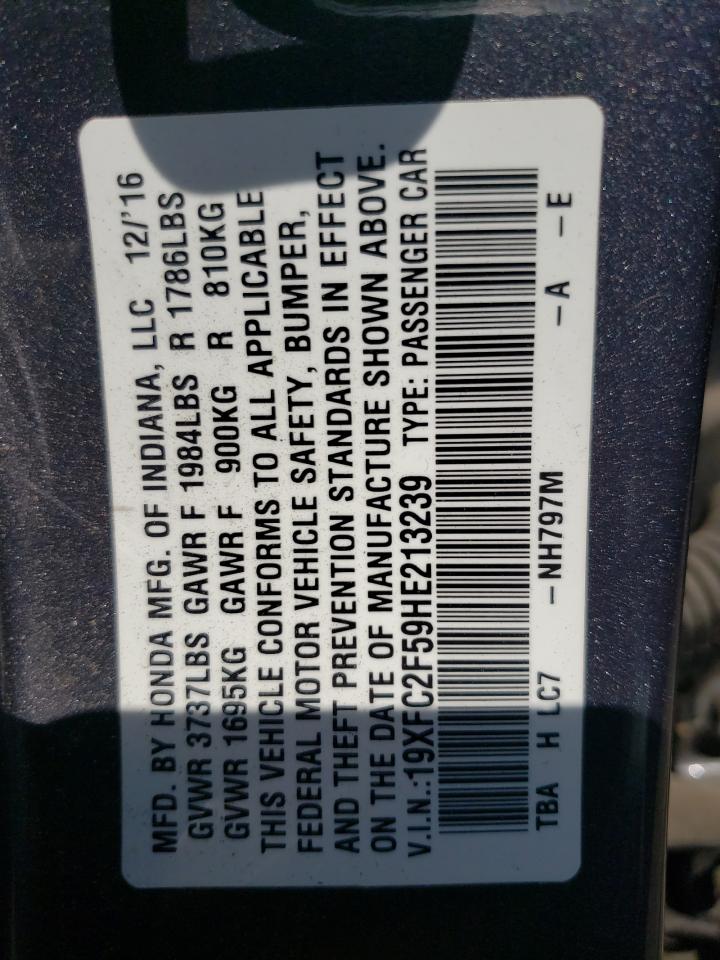 MFD. BY HONDA MFG. OF INDIANA, LLC 12/'16
GVWR 3737LBS GAWR F 1984LBS R 1786LBS
GVWR 1695KG GAWR F 900KG R 810KG
THIS VEHICLE CONFORMS TO ALL APPLICABLE
FEDERAL MOTOR VEHICLE SAFETY, BUMPER,
AND THEFT PREVENTION STANDARDS IN EFFECT
ON THE DATE OF MANUFACTURE SHOWN ABOVE.
V.I.N.:19XFC2F59HE213239 TYPE: PASSENGER CAR
TBA H LC7 -NH797M -A -E